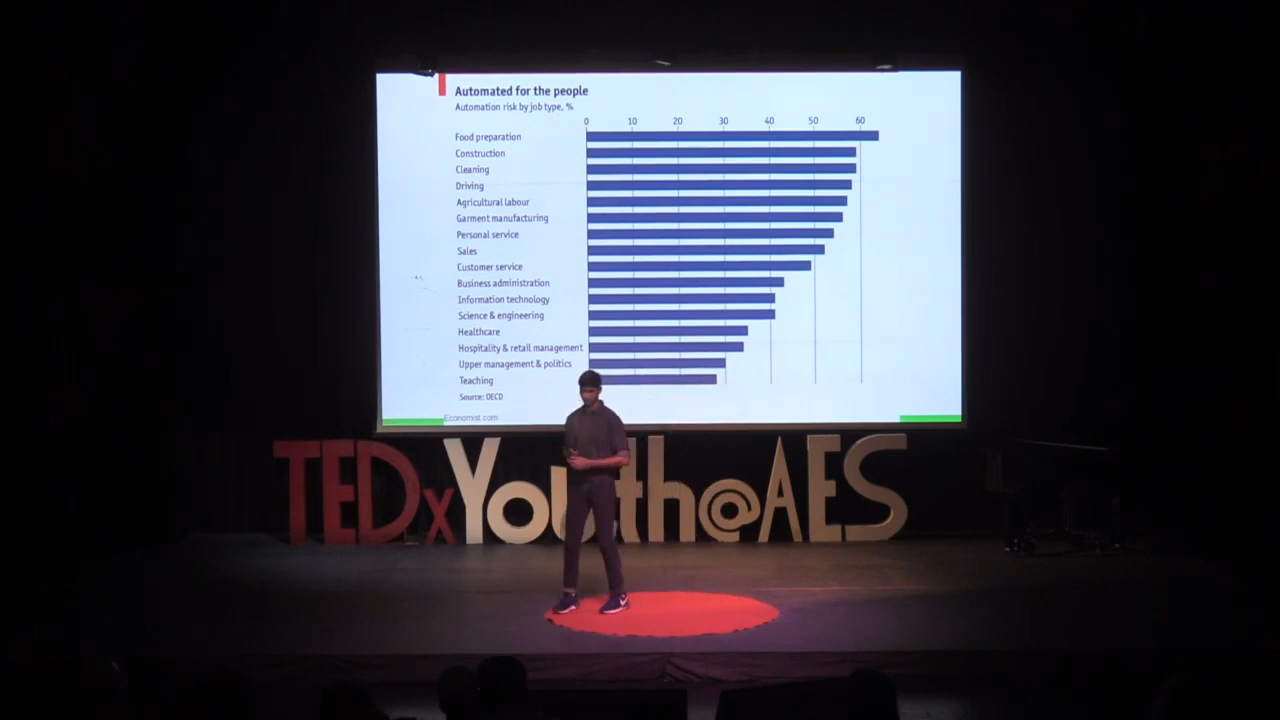 Automated for the people
Automation risk by job type, %
0 10 20 30 40 50 60
Food preparation
Construction
Cleaning
Driving
Agricultural labour
Garment manufacturing
Personal service
Sales
Customer service
Business administration
Information technology
Science & engineering
Healthcare
Hospitality & retail management
Upper management & politics
Teaching
Source: OECD
Economist.com
TEDxYouth@AES